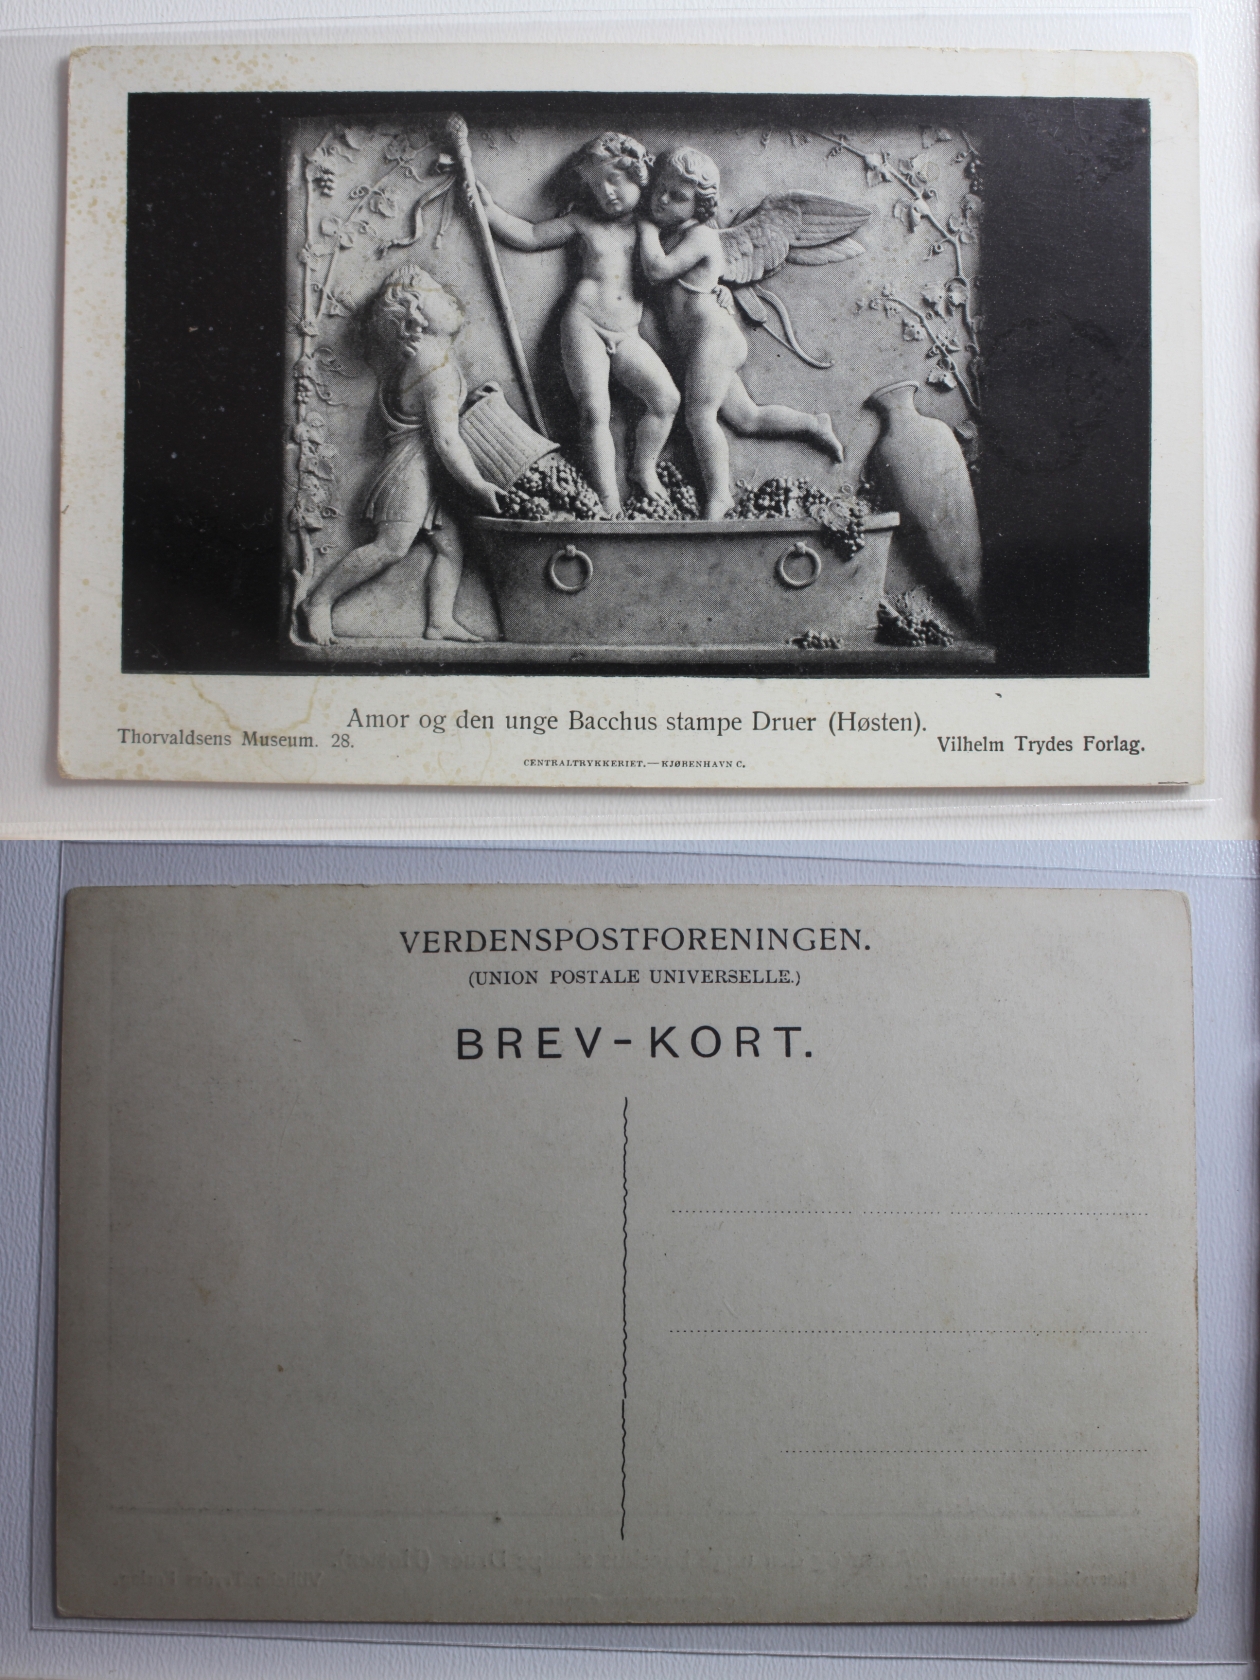 Amor og den unge Bacchus stampe Druer (Høsten).
Thorvaldsens Museum. 28.
Vilhelm Trydes Forlag.
CENTRALTRYKKERIET.—KJØBENHAVN C.
VERDENSPOSTFORENINGEN.
(UNION POSTALE UNIVERSELLE.)
BREV-KORT.